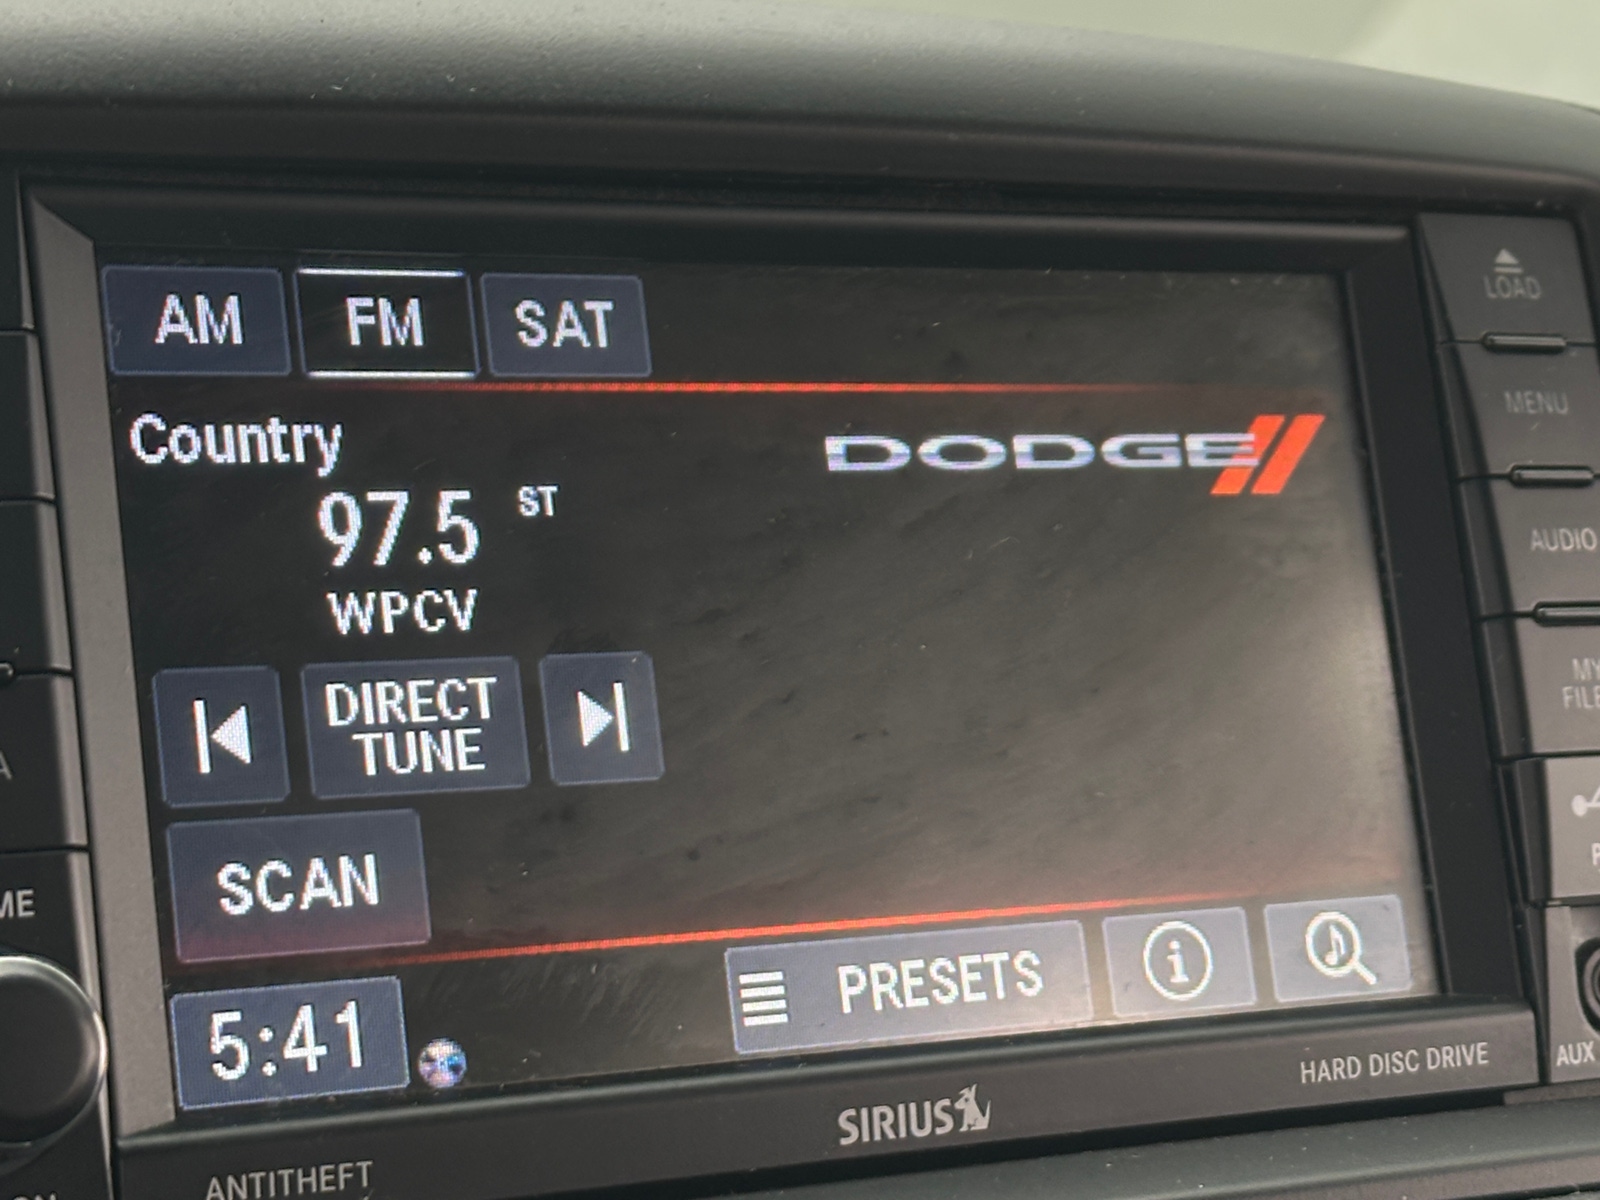 AM FM SAT
LOAD
MENU
Country
DODGE
97.5 ST
AUDIO
WPCV
MY
DIRECT
TUNE
SCAN
PRESETS
5:41
HARD DISC DRIVE
AUX
SIRIUS
ANTITHEFT